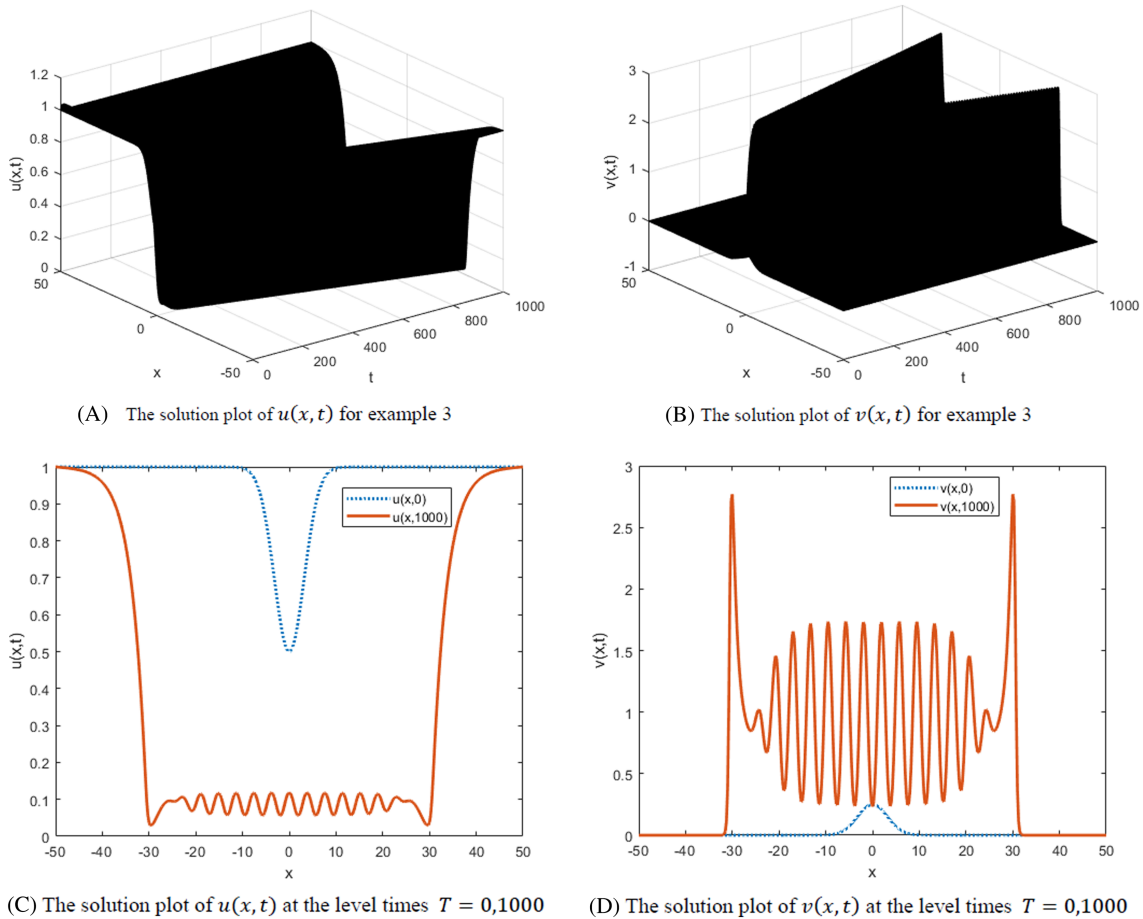 1.2
1
0.8
0.6
0.4
0.2
0
u(x,t)
50
0
-50
x
0
200
400
600
800
1000
t
3
2
1
0
-1
v(x,t)
50
0
-50
x
0
200
400
600
800
1000
t
(A) The solution plot of u(x, t) for example 3
(B) The solution plot of v(x, t) for example 3
1
0.9
0.8
0.7
0.6
0.5
0.4
0.3
0.2
0.1
0
u(x,t)
u(x,0)
u(x,1000)
-50 -40 -30 -20 -10 0 10 20 30 40 50
x
3
2.5
2
1.5
1
0.5
0
v(x,t)
v(x,0)
v(x,1000)
-50 -40 -30 -20 -10 0 10 20 30 40 50
x
(C) The solution plot of u(x, t) at the level times T = 0,1000
(D) The solution plot of v(x, t) at the level times T = 0,1000